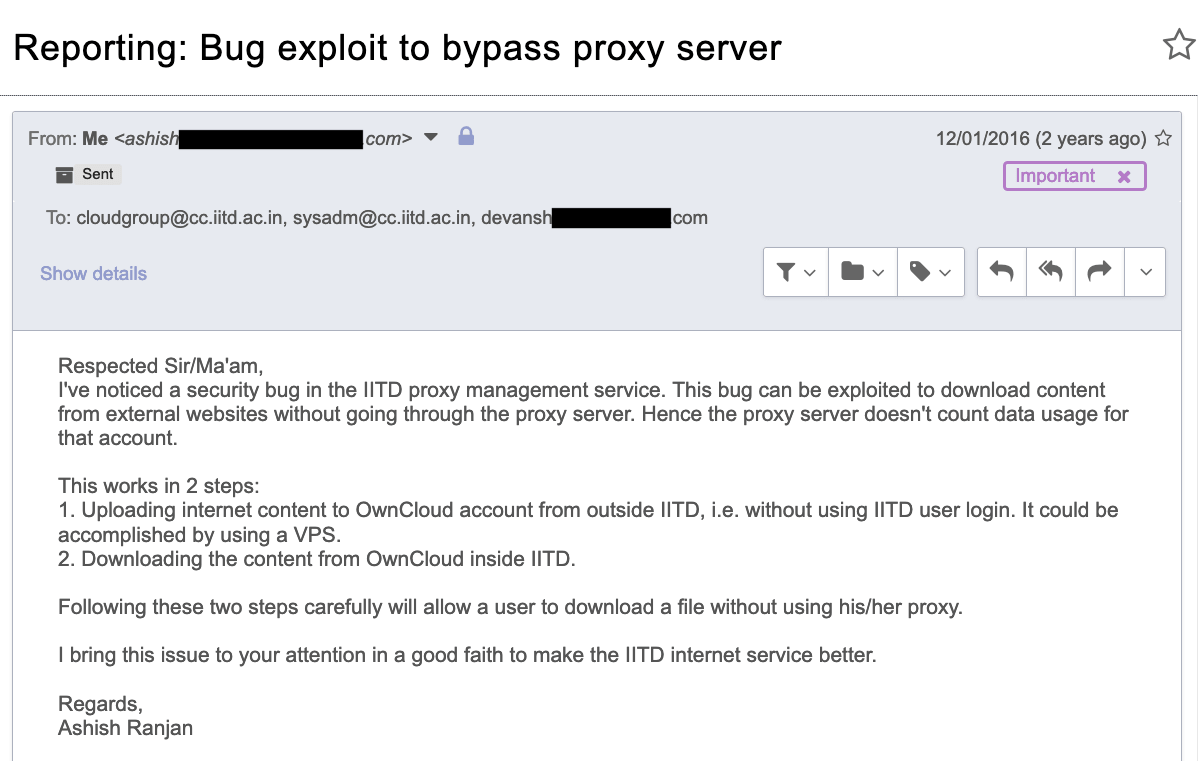 Reporting: Bug exploit to bypass proxy server
From: Me <ashish .com>
12/01/2016 (2 years ago)
Sent
Important
To: cloudgroup@cc.iitd.ac.in, sysadm@cc.iitd.ac.in, devansh com
Show details
Respected Sir/Ma'am,
I've noticed a security bug in the IITD proxy management service. This bug can be exploited to download content
from external websites without going through the proxy server. Hence the proxy server doesn't count data usage for
that account.
This works in 2 steps:
1. Uploading internet content to OwnCloud account from outside IITD, i.e. without using IITD user login. It could be
accomplished by using a VPS.
2. Downloading the content from OwnCloud inside IITD.
Following these two steps carefully will allow a user to download a file without using his/her proxy.
I bring this issue to your attention in a good faith to make the IITD internet service better.
Regards,
Ashish Ranjan